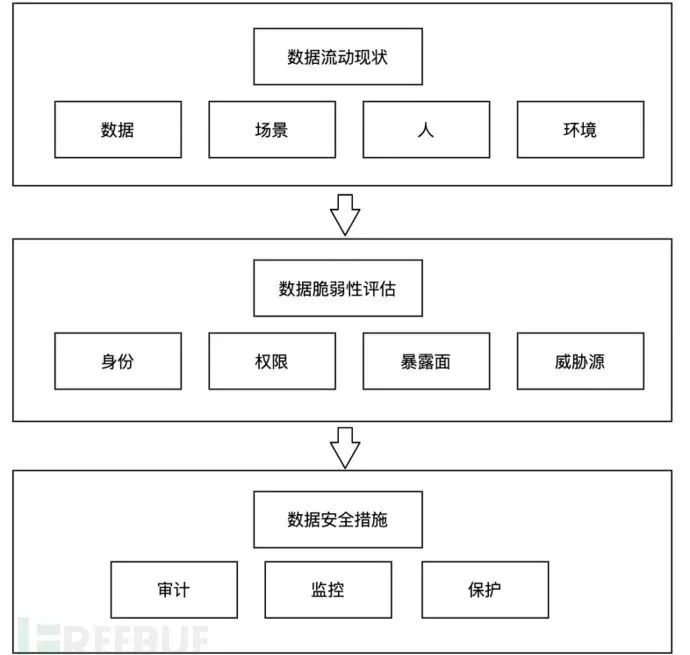 数据流动现状
数据 场景 人 环境
数据脆弱性评估
身份 权限 暴露面 威胁源
数据安全措施
审计 监控 保护
FREEBUF